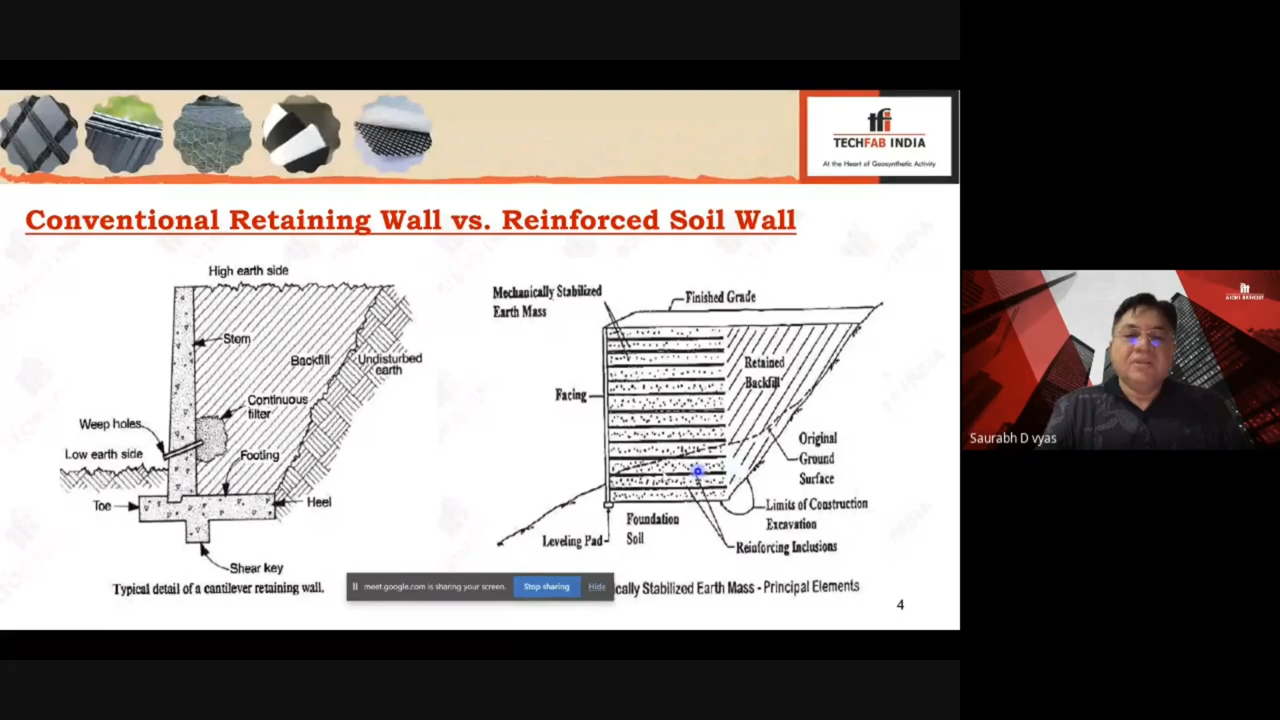 tfi
TECHFAB INDIA
At the Heart of Geosynthetic Activity
Conventional Retaining Wall vs. Reinforced Soil Wall
High earth side
Stem
Backfill
Undisturbed
earth
Continuous
filter
Weep holes
Low earth side
Footing
Toe
Heel
Shear key
Typical detail of a cantilever retaining wall.
Mechanically Stabilized
Earth Mass
Finished Grade
Retained
Backfill
Facing
Original
Ground
Surface
Limits of Construction
Excavation
Foundation
Soil
Leveling Pad
Reinforcing Inclusions
cally Stabilized Earth Mass - Principal Elements
meet.google.com is sharing your screen.
Stop sharing
Hide
4
Saurabh D vyas